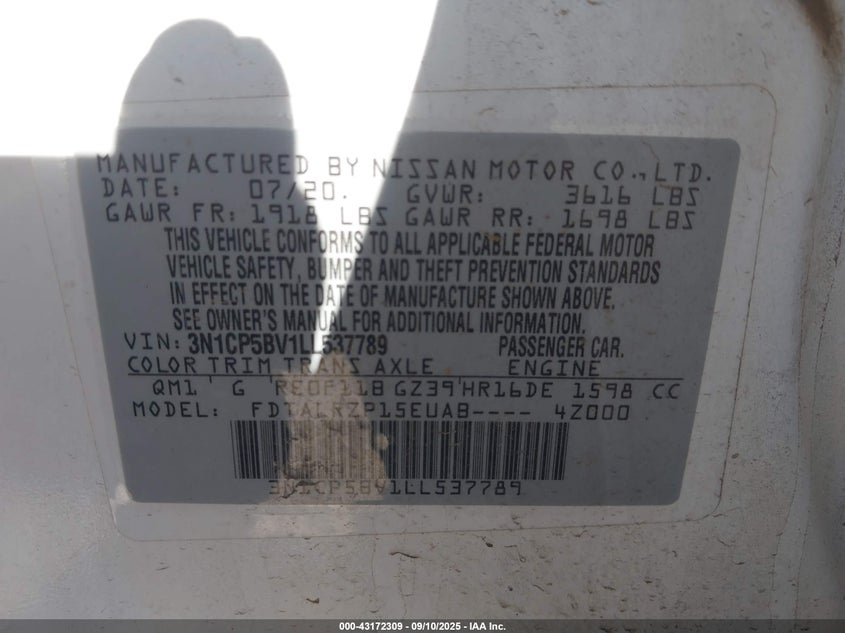 MANUFACTURED BY NISSAN MOTOR CO., LTD.
DATE: 07/20. GVWR: 3616 LBS
GAWR FR: 1918 LBS GAWR RR: 1698 LBS
THIS VEHICLE CONFORMS TO ALL APPLICABLE FEDERAL MOTOR
VEHICLE SAFETY, BUMPER AND THEFT PREVENTION STANDARDS
IN EFFECT ON THE DATE OF MANUFACTURE SHOWN ABOVE.
SEE OWNER'S MANUAL FOR ADDITIONAL INFORMATION.
VIN: 3N1CP5BV1LL537789 PASSENGER CAR.
COLOR TRIM TRANS AXLE ENGINE
QM1 G RE0F11B GZ39 HR16DE 1598 CC
MODEL: FDTALRZP15EUAB---- 4Z000
3N1CP5BV1LL537789
000-43172309 - 09/10/2025 - IAA Inc.